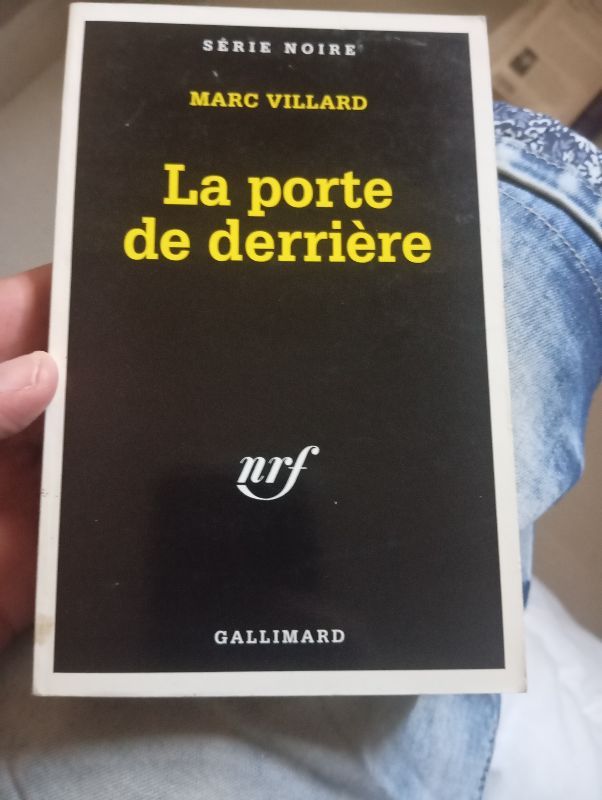 SÉRIE NOIRE
MARC VILLARD
La porte
de derrière
nrf
GALLIMARD